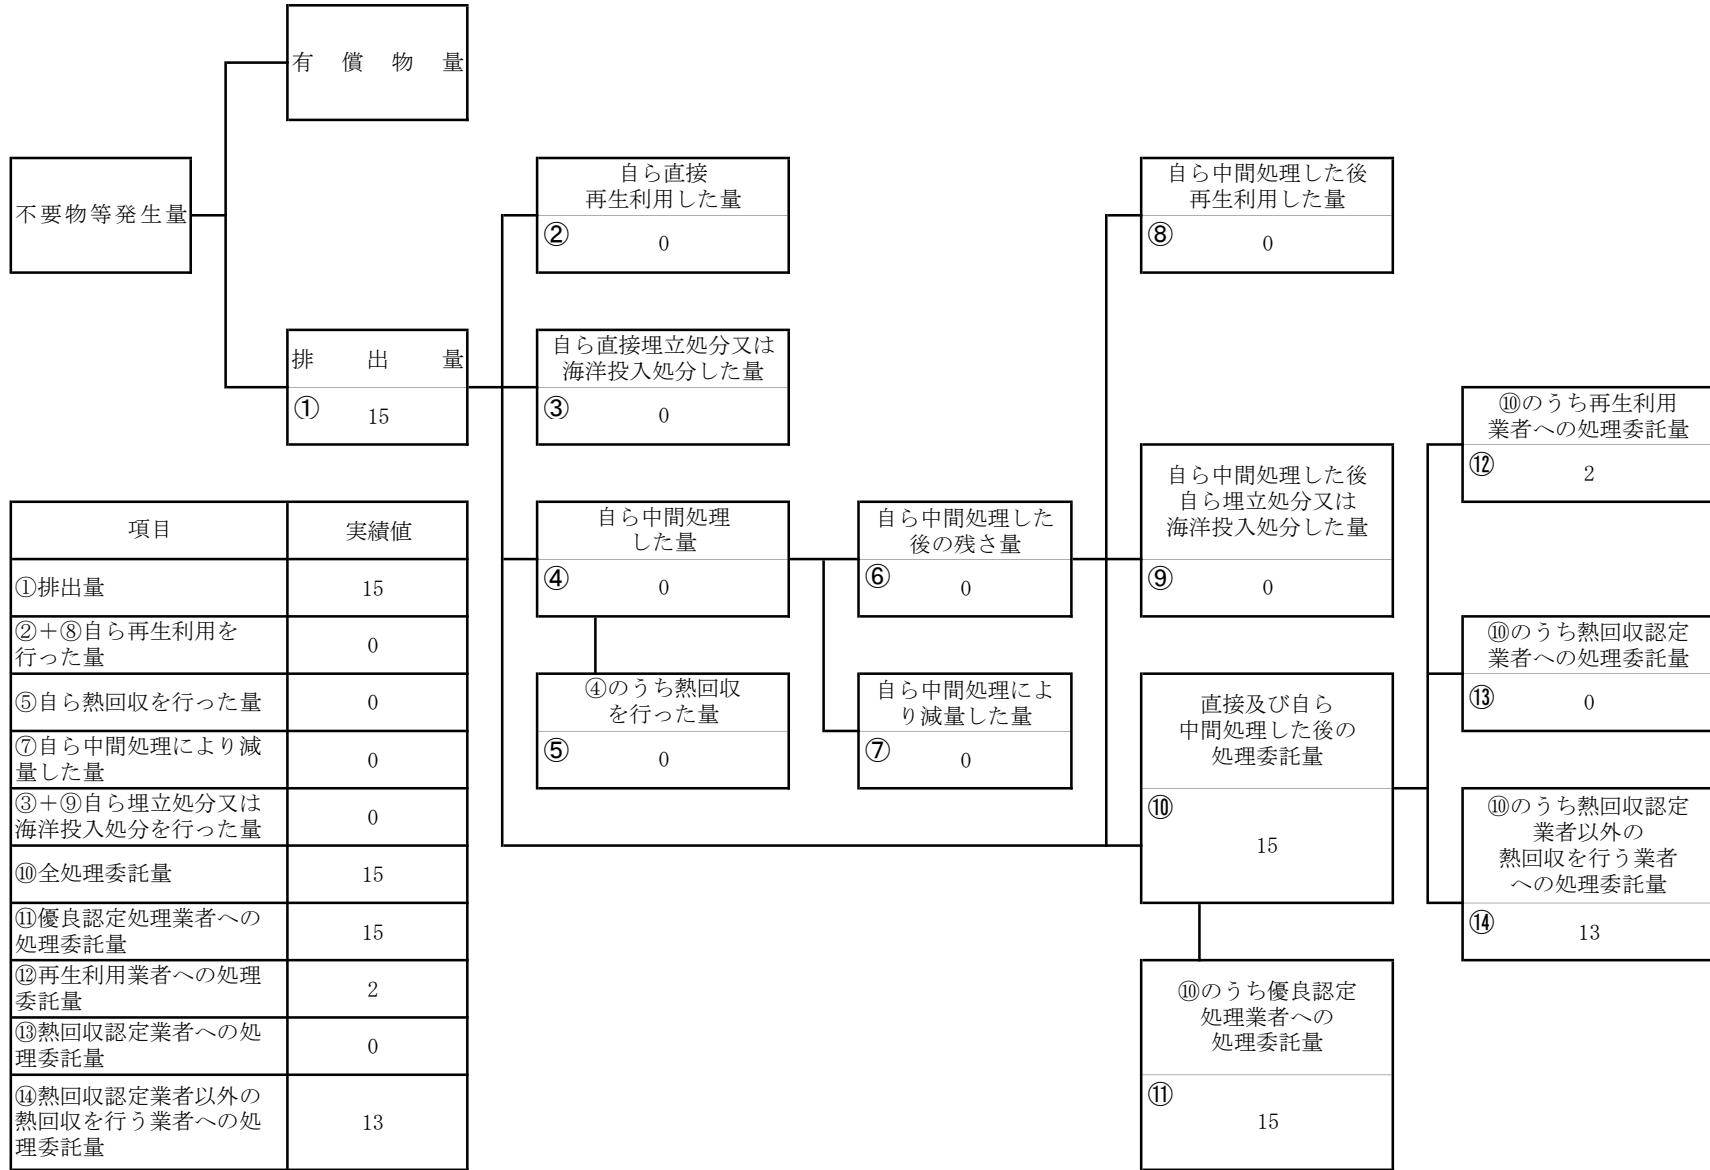 有償物量
不要物等発生量
排出量
① 15
自ら直接
再生利用した量
② 0
自ら直接埋立処分又は
海洋投入処分した量
③ 0
自ら中間処理
した量
④ 0
④のうち熱回収
を行った量
⑤ 0
自ら中間処理した
後の残さ量
⑥ 0
自ら中間処理によ
り減量した量
⑦ 0
自ら中間処理した後
再生利用した量
⑧ 0
自ら中間処理した後
自ら埋立処分又は
海洋投入処分した量
⑨ 0
直接及び自ら
中間処理した後の
処理委託量
⑩
15
⑩のうち優良認定
処理業者への
処理委託量
⑪
15
⑩のうち再生利用
業者への処理委託量
⑫ 2
⑩のうち熱回収認定
業者への処理委託量
⑬ 0
⑩のうち熱回収認定
業者以外の
熱回収を行う業者
への処理委託量
⑭ 13
項目 実績値
①排出量 15
②＋⑧自ら再生利用を
行った量 0
⑤自ら熱回収を行った量 0
⑦自ら中間処理により減
量した量 0
③＋⑨自ら埋立処分又は
海洋投入処分を行った量 0
⑩全処理委託量 15
⑪優良認定処理業者への
処理委託量 15
⑫再生利用業者への処理
委託量 2
⑬熱回収認定業者への処
理委託量 0
⑭熱回収認定業者以外の
熱回収を行う業者への処
理委託量 13